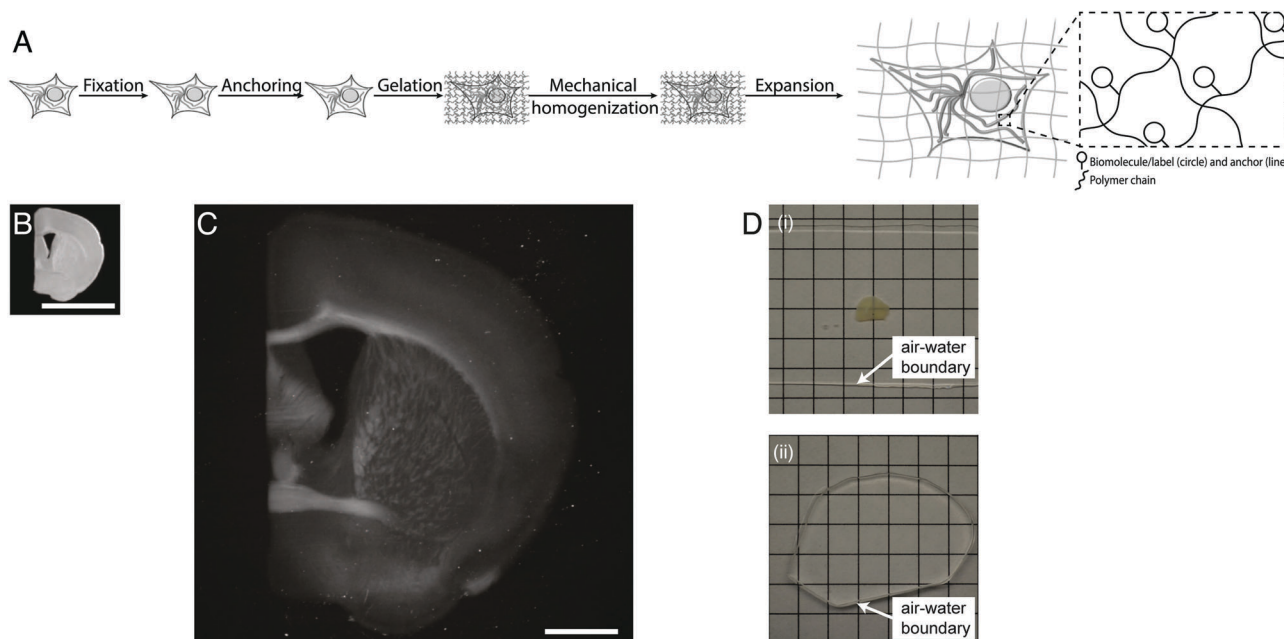 A
Fixation
Anchoring
Gelation
Mechanical
homogenization
Expansion
Biomolecule/label (circle) and anchor (line
Polymer chain
B
C
D
(i)
air-water
boundary
(ii)
air-water
boundary